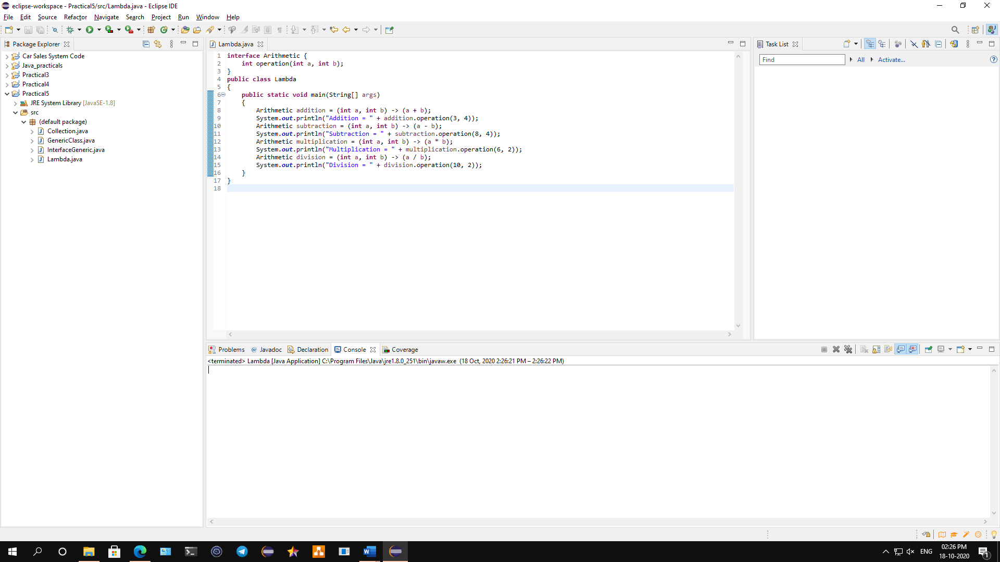 eclipse-workspace - Practical5/src/Lambda.java - Eclipse IDE
File Edit Source Refactor Navigate Search Project Run Window Help
Package Explorer
Car Sales System Code
Java_practicals
Practical3
Practical4
Practical5
JRE System Library [JavaSE-1.8]
src
(default package)
Collection.java
GenericClass.java
InterfaceGeneric.java
Lambda.java
Lambda.java
1 interface Arithmetic {
2     int operation(int a, int b);
3 }
4 public class Lambda
5 {
6     public static void main(String[] args)
7     {
8         Arithmetic addition = (int a, int b) -> (a + b);
9         System.out.println("Addition = " + addition.operation(3, 4));
10         Arithmetic subtraction = (int a, int b) -> (a - b);
11         System.out.println("Subtraction = " + subtraction.operation(8, 4));
12         Arithmetic multiplication = (int a, int b) -> (a * b);
13         System.out.println("Multiplication = " + multiplication.operation(6, 2));
14         Arithmetic division = (int a, int b) -> (a / b);
15         System.out.println("Division = " + division.operation(10, 2));
16     }
17 }
18
Task List
Find All Activate...
Problems @ Javadoc Declaration Console Coverage
<terminated> Lambda [Java Application] C:\Program Files\Java\jre1.8.0_251\bin\javaw.exe (18 Oct, 2020 2:26:21 PM – 2:26:22 PM)
ENG
02:26 PM
18-10-2020
1